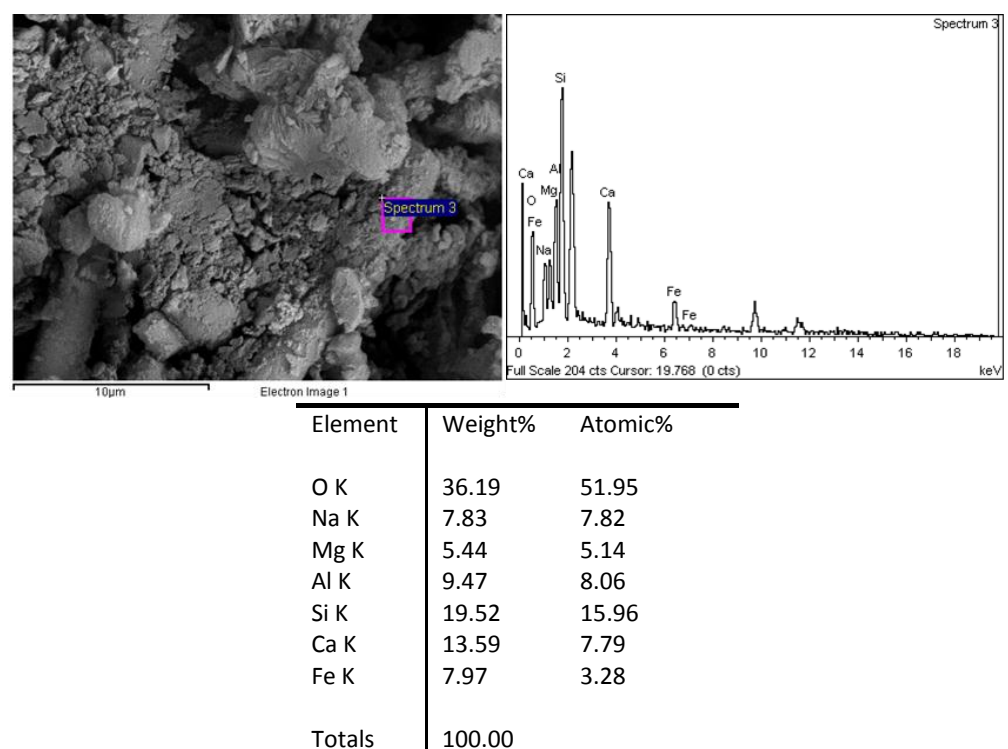 Spectrum 3
10µm
Electron Image 1
Spectrum 3
Si
Ca
Al
O
Mg
Ca
Fe
Na
Fe
Fe
0 2 4 6 8 10 12 14 16 18
Full Scale 204 cts Cursor: 19.768 (0 cts) keV
Element Weight% Atomic%
O K 36.19 51.95
Na K 7.83 7.82
Mg K 5.44 5.14
Al K 9.47 8.06
Si K 19.52 15.96
Ca K 13.59 7.79
Fe K 7.97 3.28
Totals 100.00